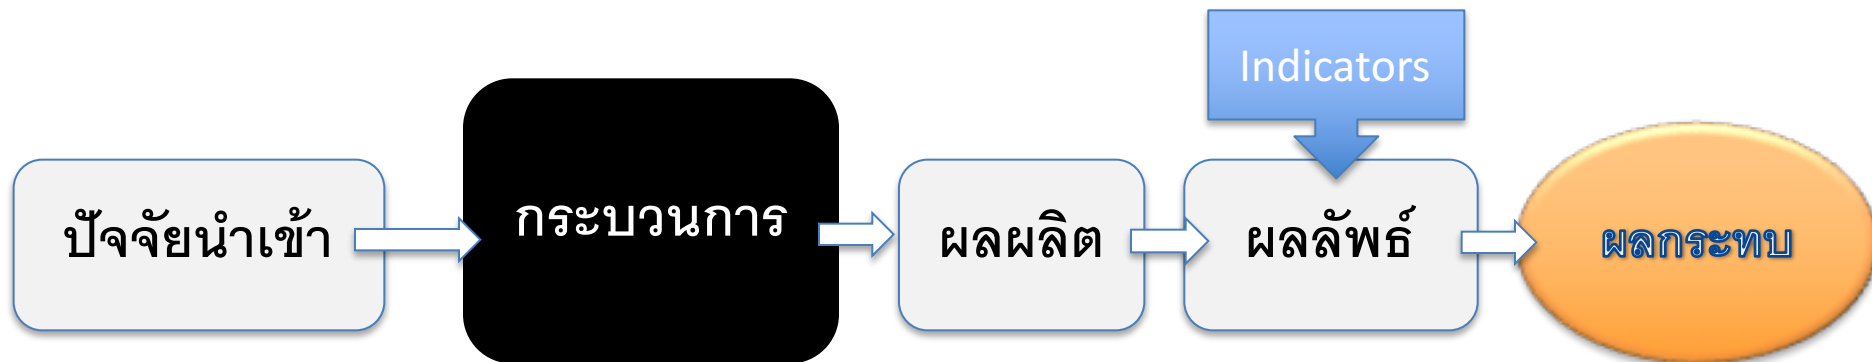 Indicators
ปัจจัยนำเข้า
กระบวนการ
ผลผลิต
ผลลัพธ์
ผลกระทบ